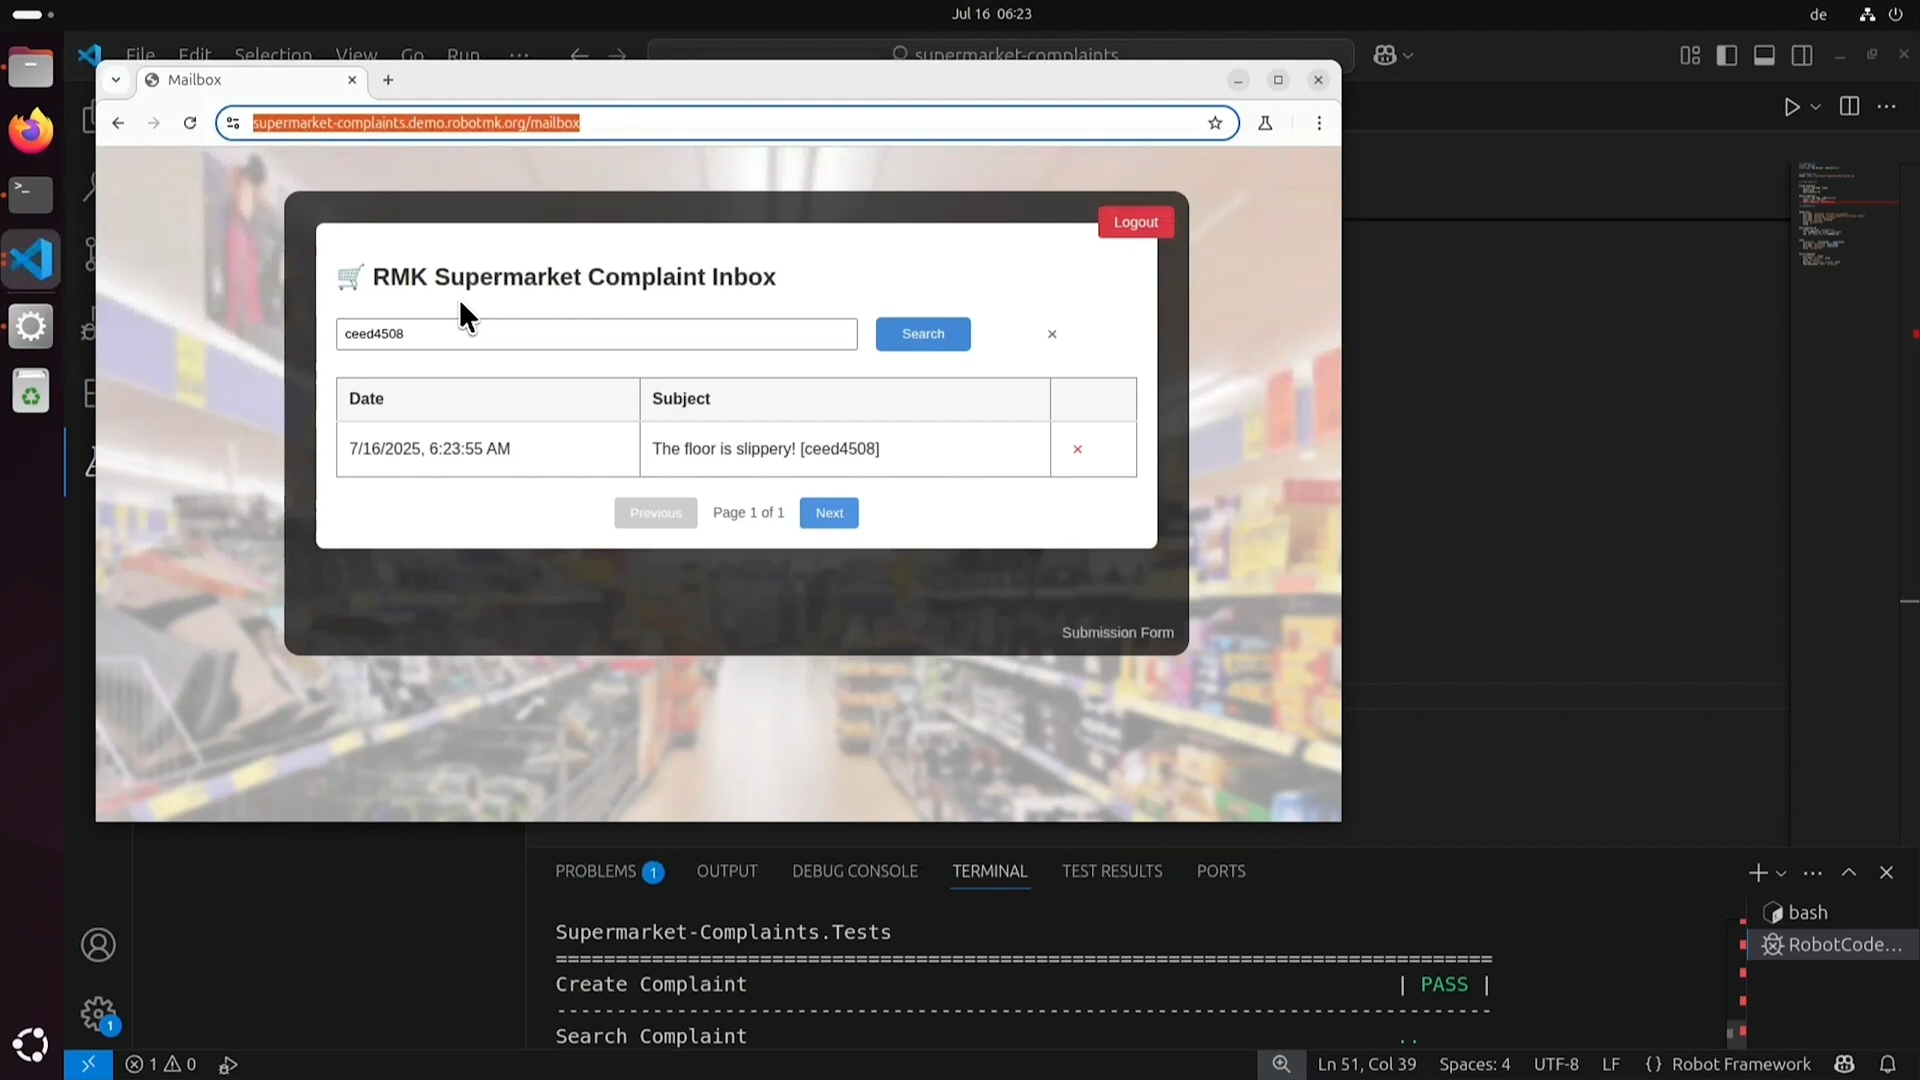 Jul 16 06:23
de
File Edit Selection View Go Run ···
supermarket-complaints
Mailbox
supermarket-complaints.demo.robotmk.org/mailbox
Logout
RMK Supermarket Complaint Inbox
ceed4508
Search
×
Date Subject
7/16/2025, 6:23:55 AM The floor is slippery! [ceed4508] ×
Previous Page 1 of 1 Next
Submission Form
PROBLEMS 1 OUTPUT DEBUG CONSOLE TERMINAL TEST RESULTS PORTS
bash
RobotCode...
Supermarket-Complaints.Tests
==============================================================================
Create Complaint | PASS |
------------------------------------------------------------------------------
Search Complaint ..
1
1 0
Ln 51, Col 39 Spaces: 4 UTF-8 LF {} Robot Framework